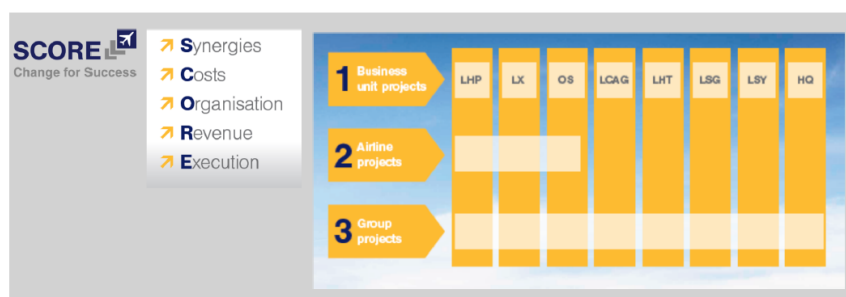 SCORE
Change for Success
Synergies
Costs
Organisation
Revenue
Execution
1 Business
unit projects
LHP LX OS LCAG LHT LSG LSY HQ
2 Airline
projects
3 Group
projects